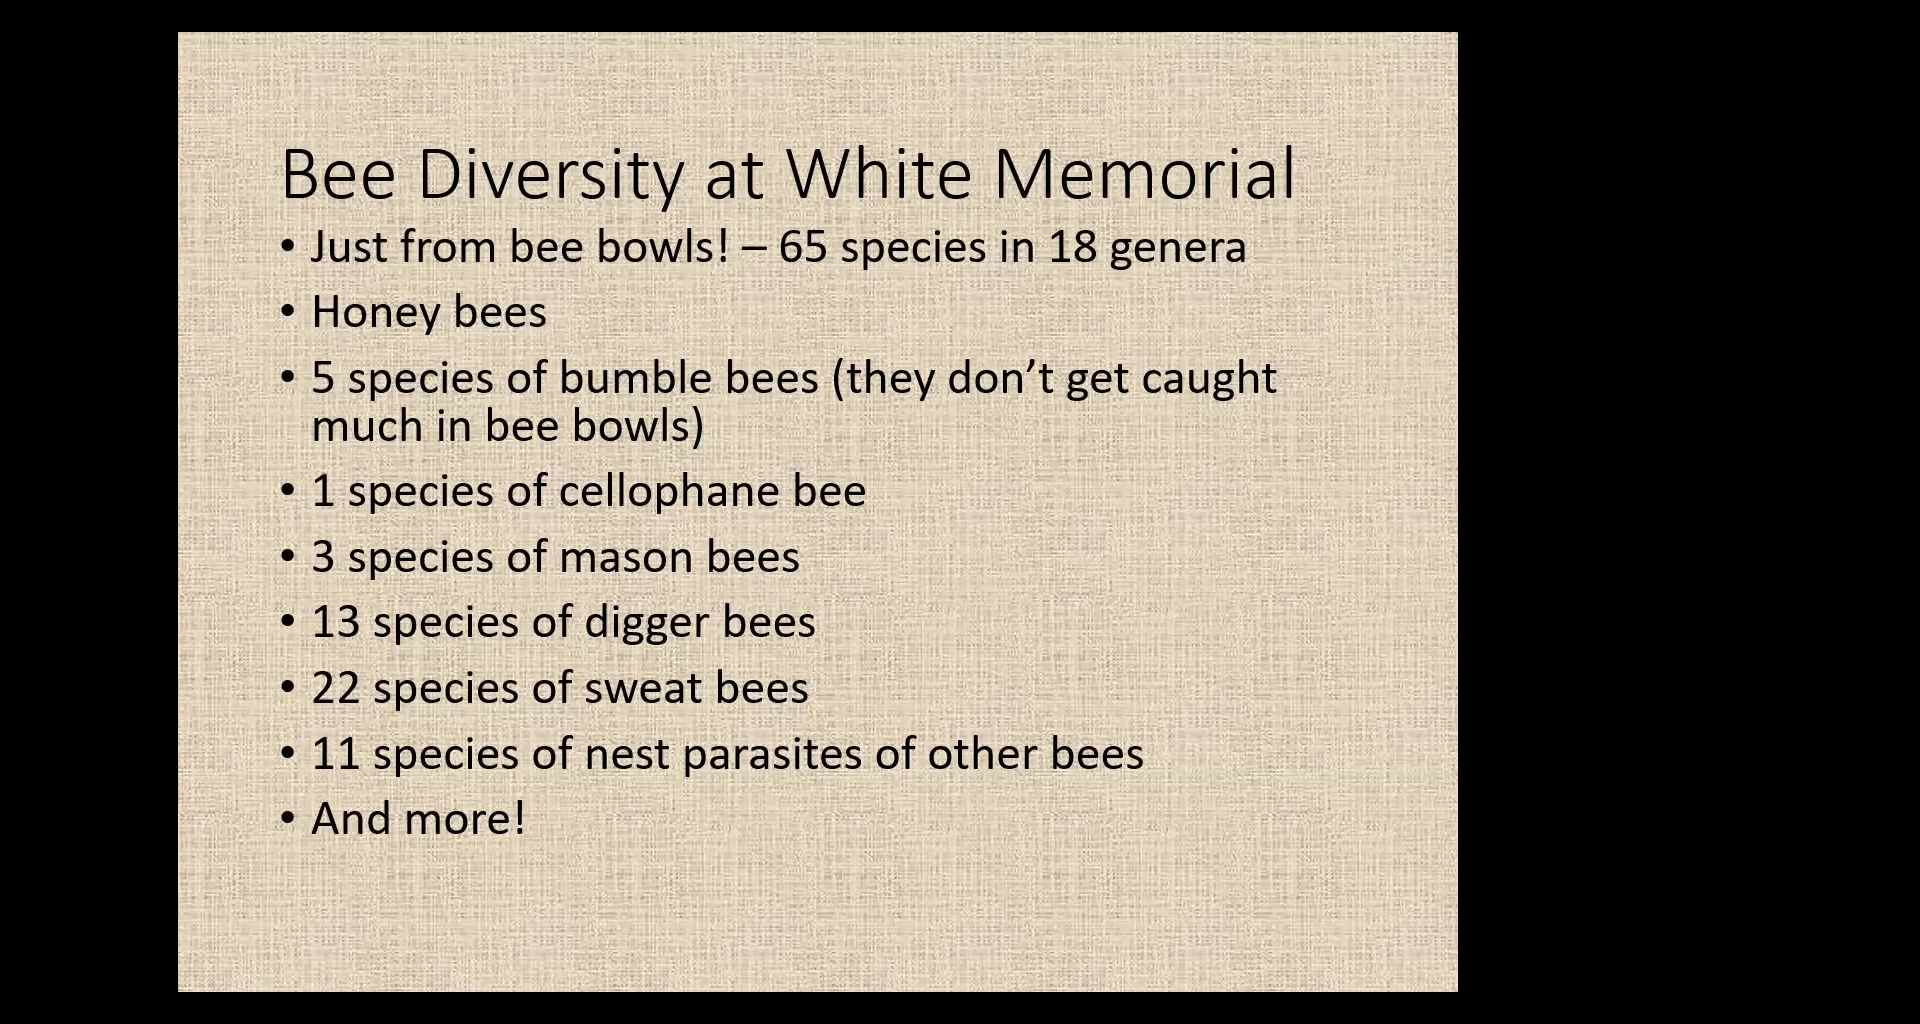 Bee Diversity at White Memorial
• Just from bee bowls! – 65 species in 18 genera
• Honey bees
• 5 species of bumble bees (they don’t get caught
much in bee bowls)
• 1 species of cellophane bee
• 3 species of mason bees
• 13 species of digger bees
• 22 species of sweat bees
• 11 species of nest parasites of other bees
• And more!